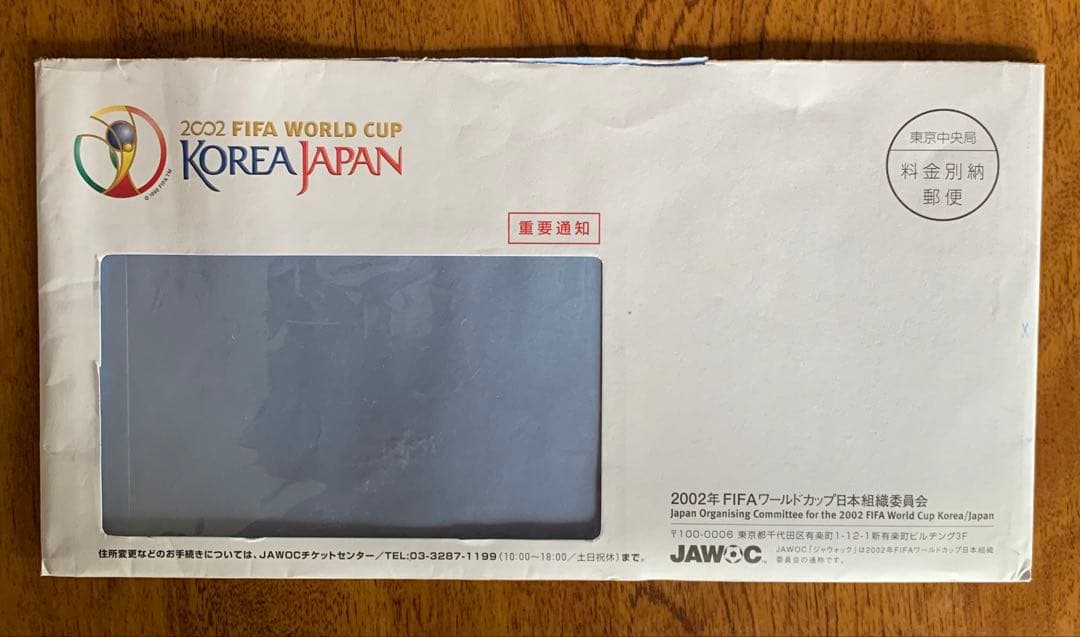 2002 FIFA WORLD CUP
KOREA JAPAN
© 1999 FIFA TM
東京中央局
料金別納
郵便
重要通知
2002年FIFAワールドカップ日本組織委員会
Japan Organising Committee for the 2002 FIFA World Cup Korea/Japan
〒100-0006 東京都千代田区有楽町1-12-1新有楽町ビルヂング3F
JAWOC TM
JAWOC「ジャウォック」は2002年FIFAワールドカップ日本組織
委員会の通称です。
住所変更などのお手続きについては、JAWOCチケットセンター/TEL:03-3287-1199(10:00~18:00/土日祝休)まで。